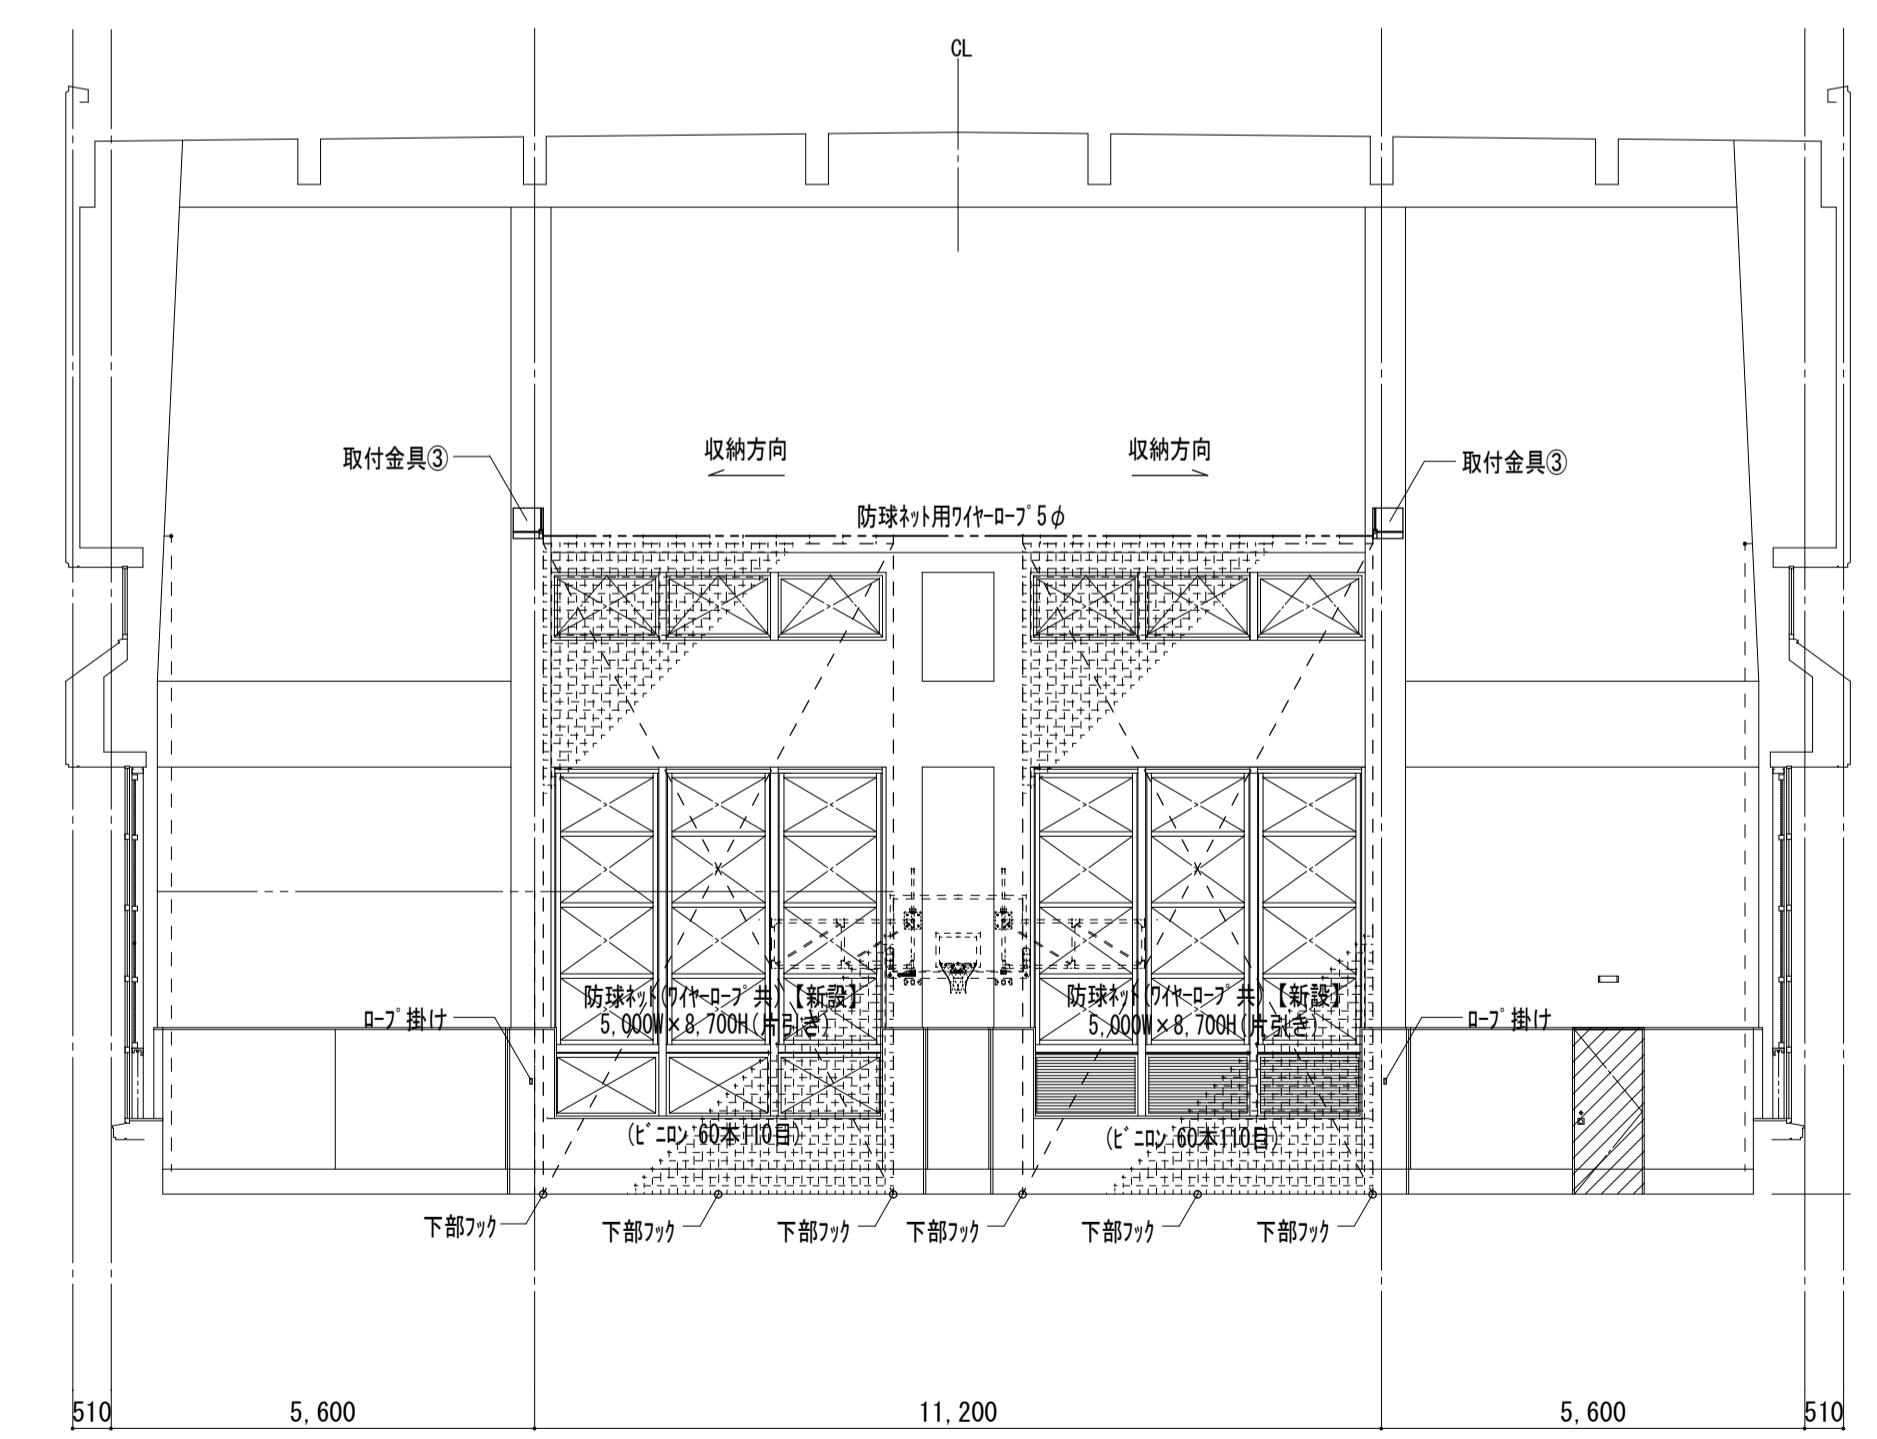 CL
収納方向
収納方向
取付金具③
取付金具③
防球ネット用ワイヤーロープ5φ
防球ネット(ワイヤーロープ共)【新設】
5,000W×8,700H(片引き)
防球ネット(ワイヤーロープ共)【新設】
5,000W×8,700H(片引き)
ロープ掛け
ロープ掛け
(ビニロン 60本110目)
(ビニロン 60本110目)
下部フック
下部フック
下部フック
下部フック
下部フック
下部フック
510
5,600
11,200
5,600
510